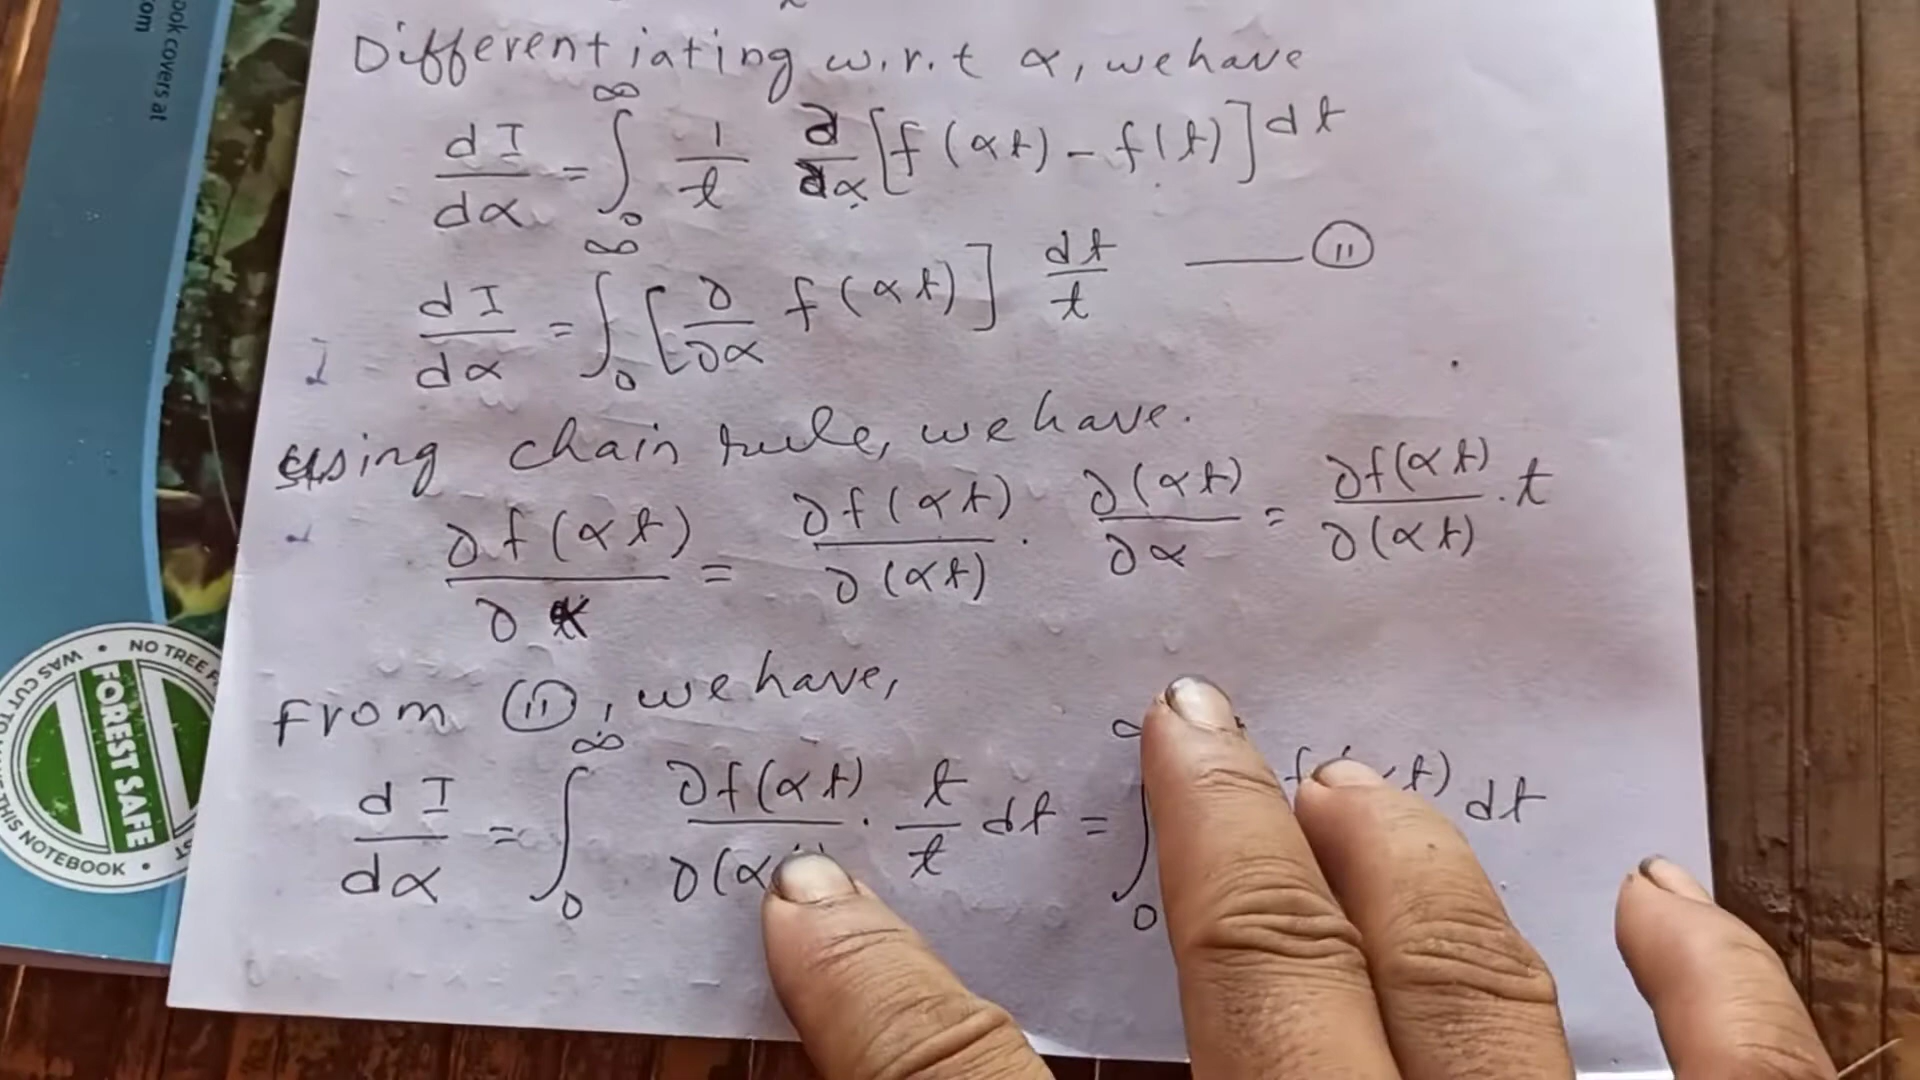 ook covers at
om
Differentiating w.r.t α, we have
dI/dα = ∫₀^∞ 1/t ∂/∂α [f(αt) - f(t)] dt
dI/dα = ∫₀^∞ [∂/∂α f(αt)] dt/t —— (11)
Using chain rule, we have.
∂f(αt)/∂α = ∂f(αt)/∂(αt) · ∂(αt)/∂α = ∂f(αt)/∂(αt) · t
From (11), we have,
dI/dα = ∫₀^∞ ∂f(αt)/∂(α · t/t dt = ∫₀ f( t) dt
NO TREE
WAS CUT TO
THIS NOTEBOOK
FOREST SAFE